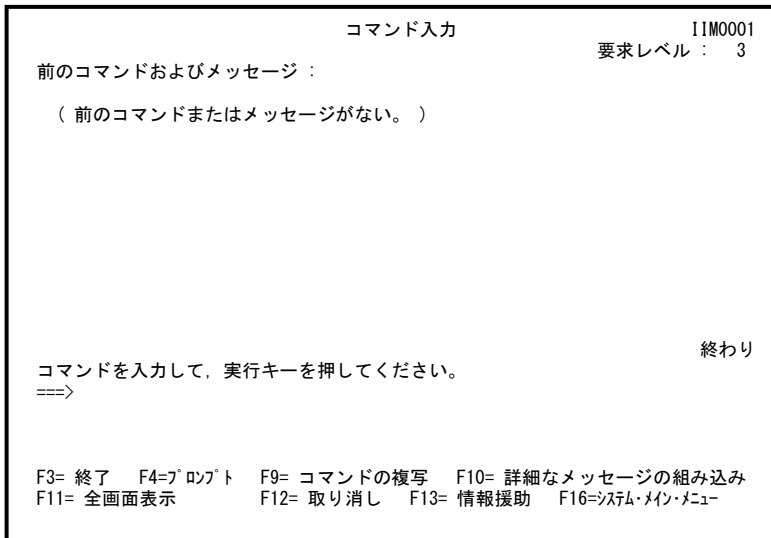 コマンド入力 IIM0001
要求レベル : 3
前のコマンドおよびメッセージ :
( 前のコマンドまたはメッセージがない。 )
終わり
コマンドを入力して, 実行キーを押してください。
===>
F3= 終了 F4=ﾌﾟﾛﾝﾌﾟﾄ F9= コマンドの複写 F10= 詳細なメッセージの組み込み
F11= 全画面表示 F12= 取り消し F13= 情報援助 F16=ｼｽﾃﾑ･ﾒｲﾝ･ﾒﾆｭｰ